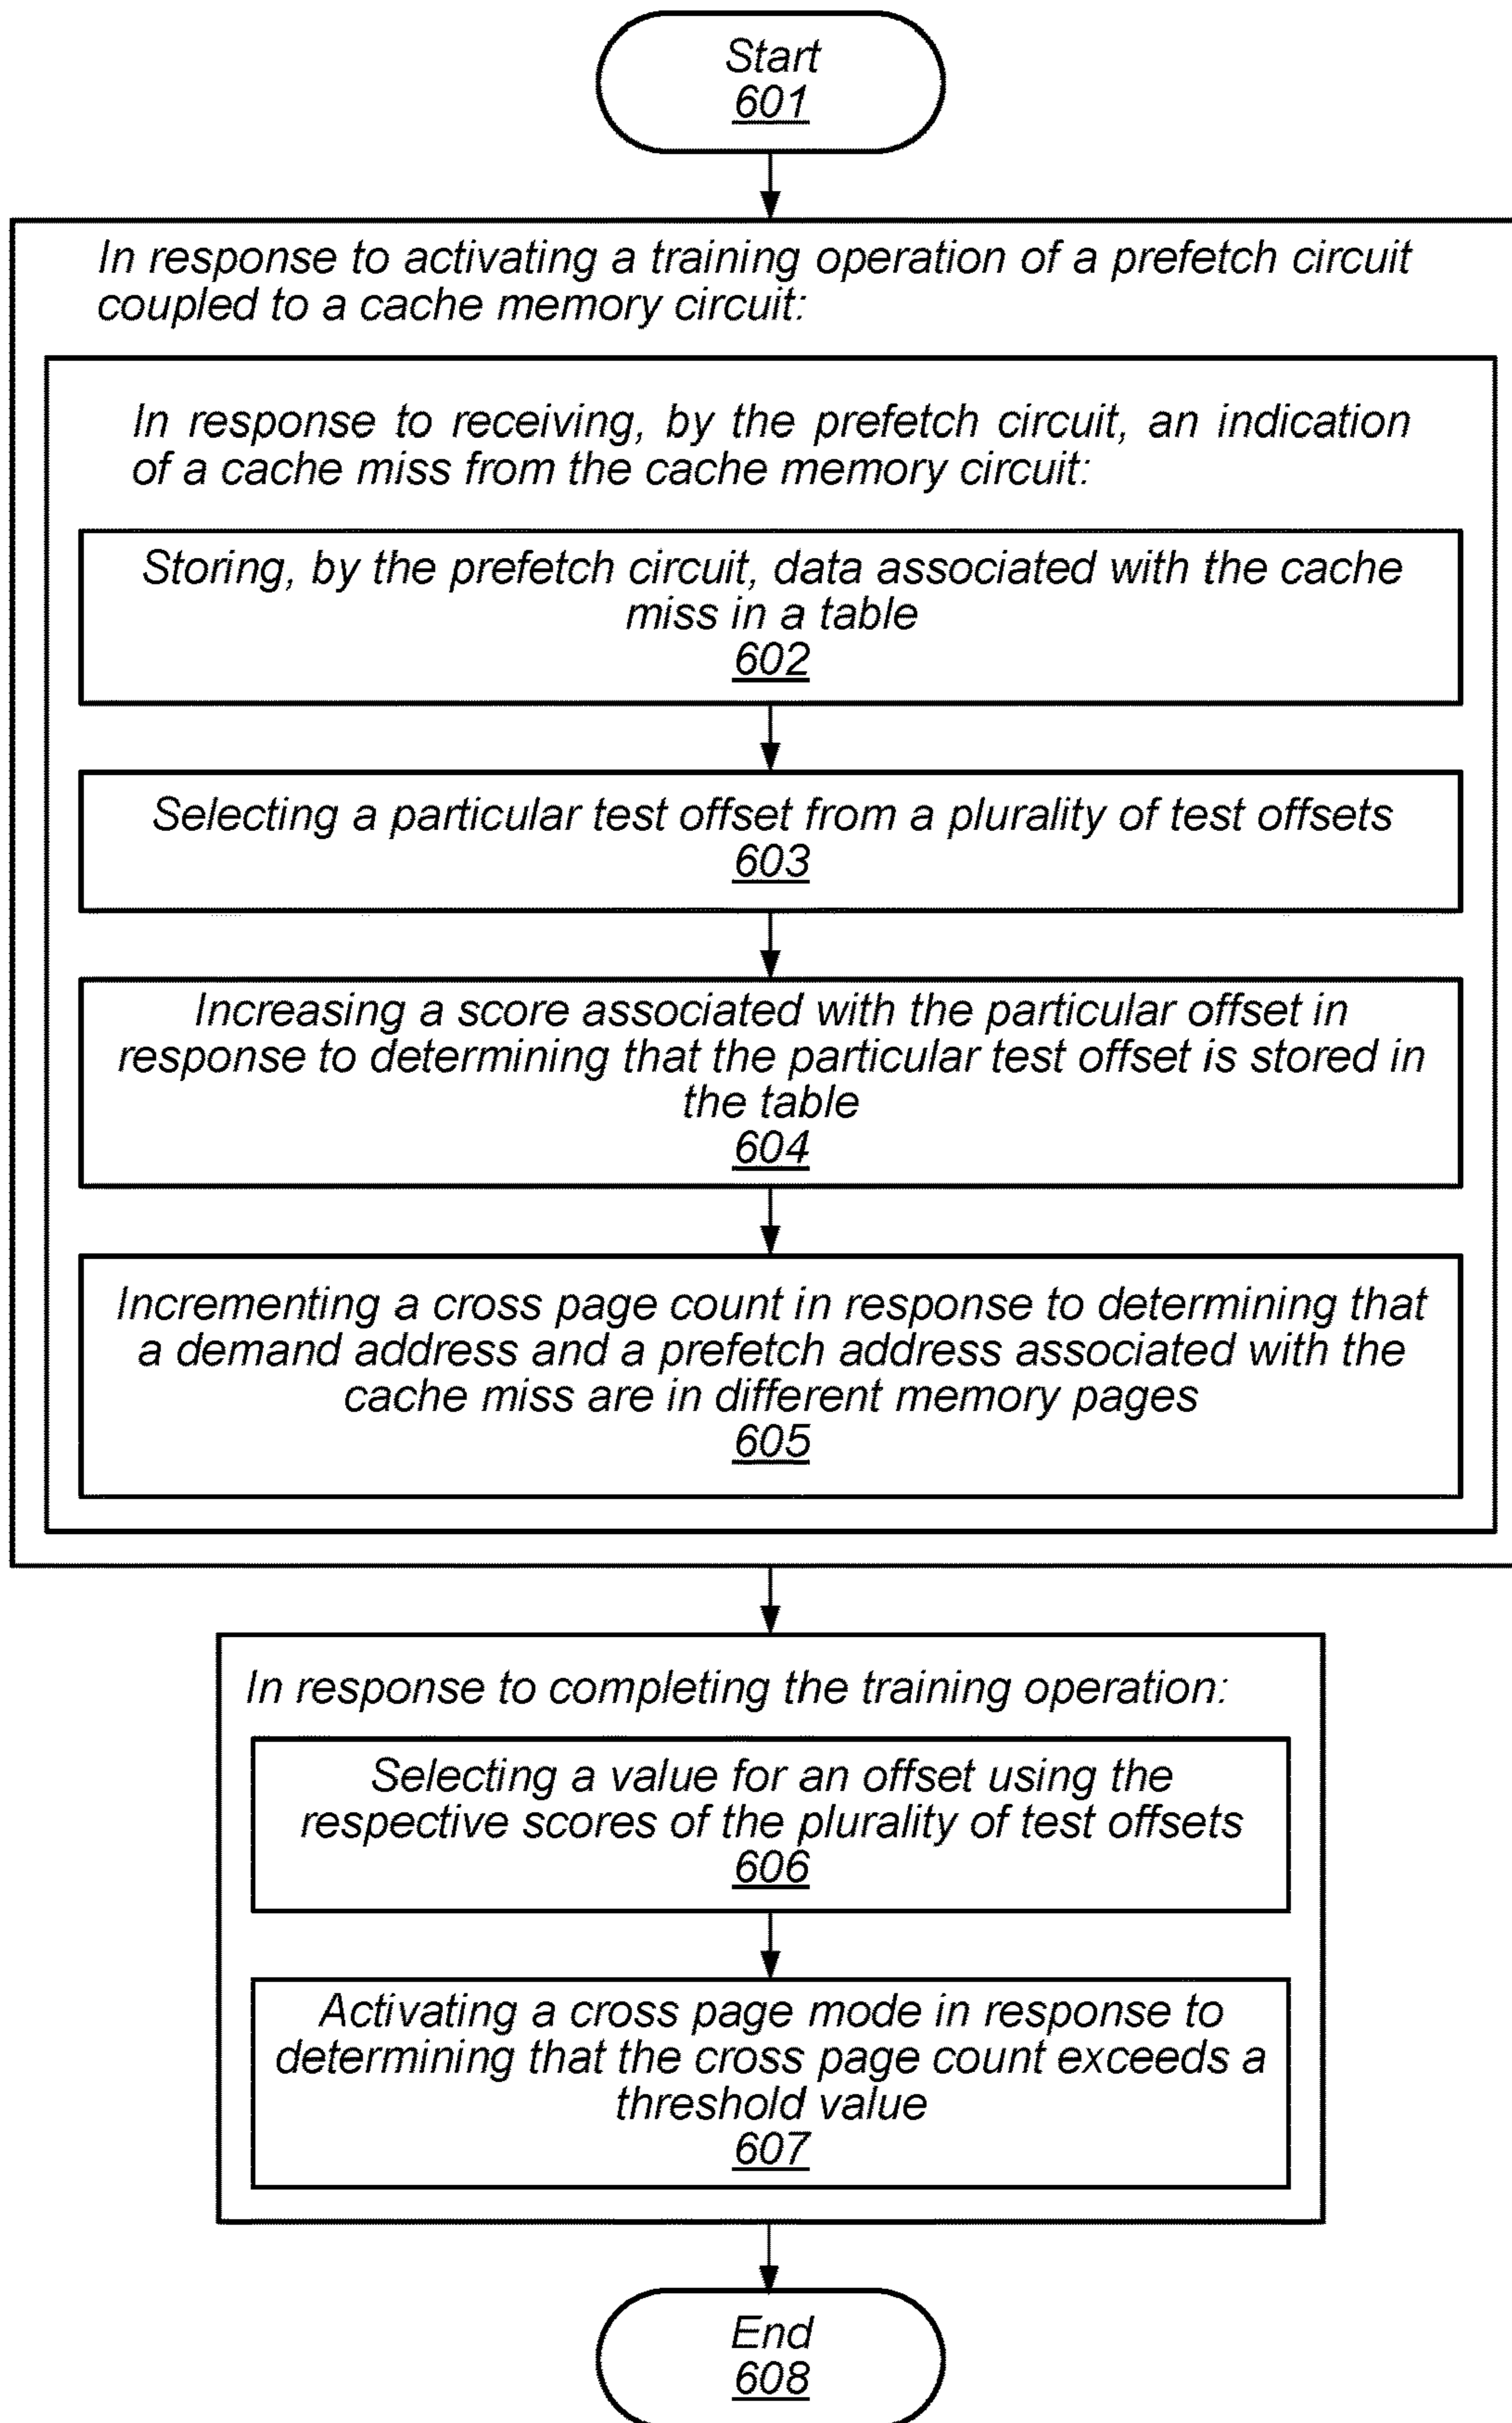 Start
601
In response to activating a training operation of a prefetch circuit
coupled to a cache memory circuit:
In response to receiving, by the prefetch circuit, an indication
of a cache miss from the cache memory circuit:
Storing, by the prefetch circuit, data associated with the cache
miss in a table
602
Selecting a particular test offset from a plurality of test offsets
603
Increasing a score associated with the particular offset in
response to determining that the particular test offset is stored in
the table
604
Incrementing a cross page count in response to determining that
a demand address and a prefetch address associated with the
cache miss are in different memory pages
605
In response to completing the training operation:
Selecting a value for an offset using the
respective scores of the plurality of test offsets
606
Activating a cross page mode in response to
determining that the cross page count exceeds a
threshold value
607
End
608